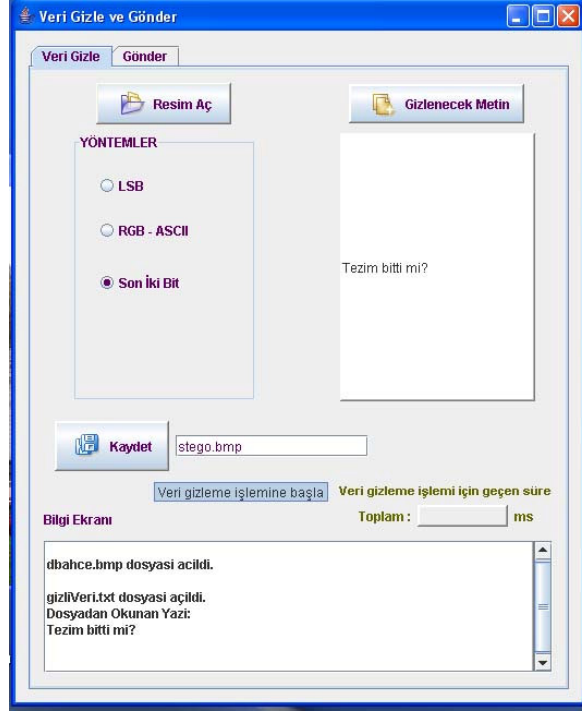 Veri Gizle ve Gönder
Veri Gizle Gönder
Resim Aç
Gizlenecek Metin
YÖNTEMLER
LSB
RGB - ASCII
Son İki Bit
Tezim bitti mi?
Kaydet
stego.bmp
Veri gizleme işlemine başla
Veri gizleme işlemi için geçen süre
Toplam : ms
Bilgi Ekranı
dbahce.bmp dosyasi acildi.
gizliVeri.txt dosyasi açildi.
Dosyadan Okunan Yazi:
Tezim bitti mi?